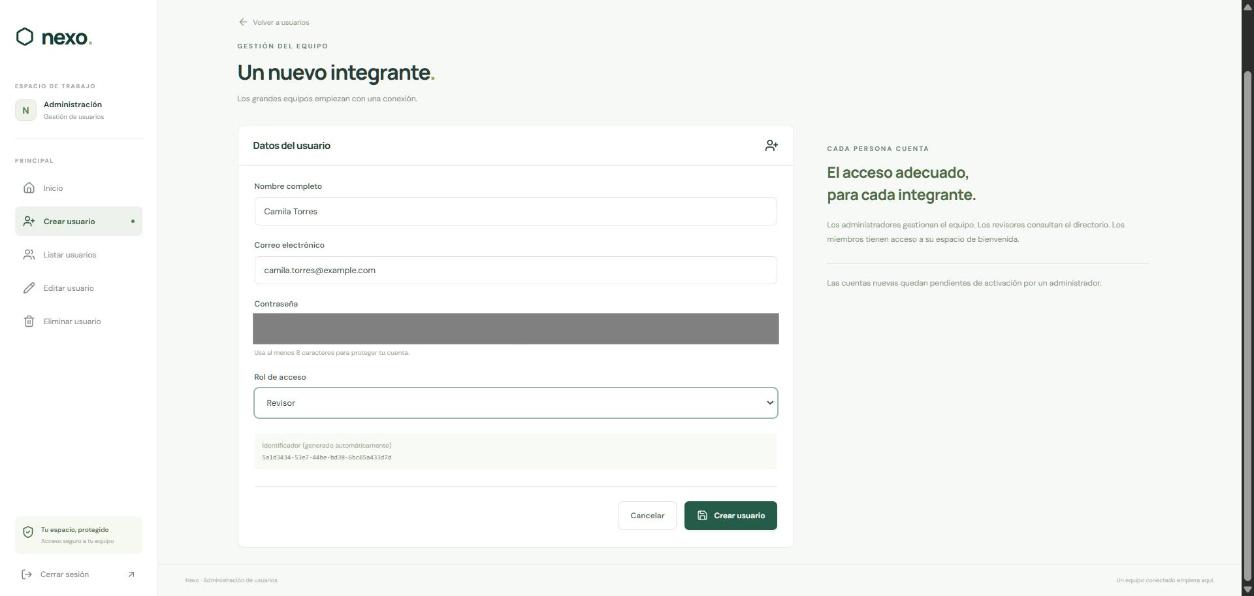 nexo.
ESPACIO DE TRABAJO
N
Administración
Gestión de usuarios
PRINCIPAL
Inicio
Crear usuario
Listar usuarios
Editar usuario
Eliminar usuario
Tu espacio, protegido
Acceso seguro a tu equipo
Cerrar sesión
Volver a usuarios
GESTIÓN DEL EQUIPO
Un nuevo integrante.
Los grandes equipos empiezan con una conexión.
Datos del usuario
Nombre completo
Camila Torres
Correo electrónico
camila.torres@example.com
Contraseña
Usa al menos 8 caracteres para proteger tu cuenta.
Rol de acceso
Revisor
Identificador (generado automáticamente)
Cancelar
Crear usuario
CADA PERSONA CUENTA
El acceso adecuado,
para cada integrante.
Los administradores gestionan el equipo. Los revisores consultan el directorio. Los
miembros tienen acceso a su espacio de bienvenida.
Las cuentas nuevas quedan pendientes de activación por un administrador.
Nexo · Administración de usuarios
Un equipo conectado empieza aquí.